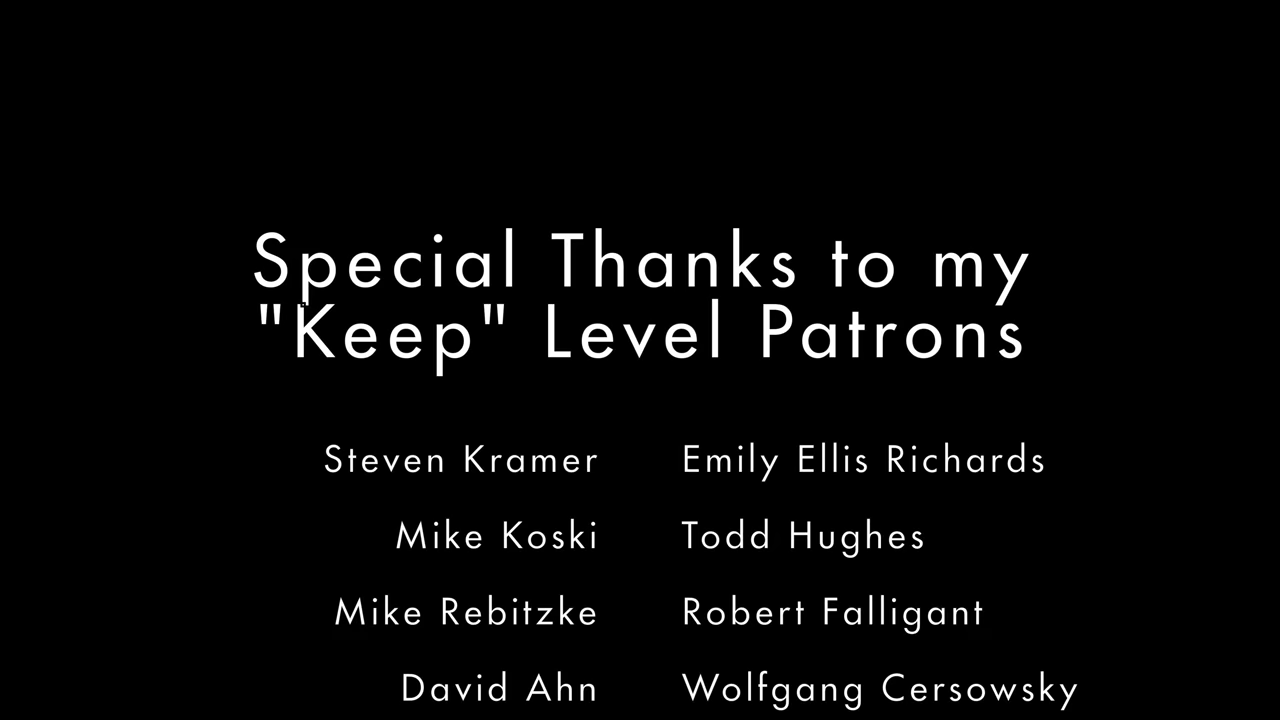 Special Thanks to my
"Keep" Level Patrons
Steven Kramer Emily Ellis Richards
Mike Koski Todd Hughes
Mike Rebitzke Robert Falligant
David Ahn Wolfgang Cersowsky